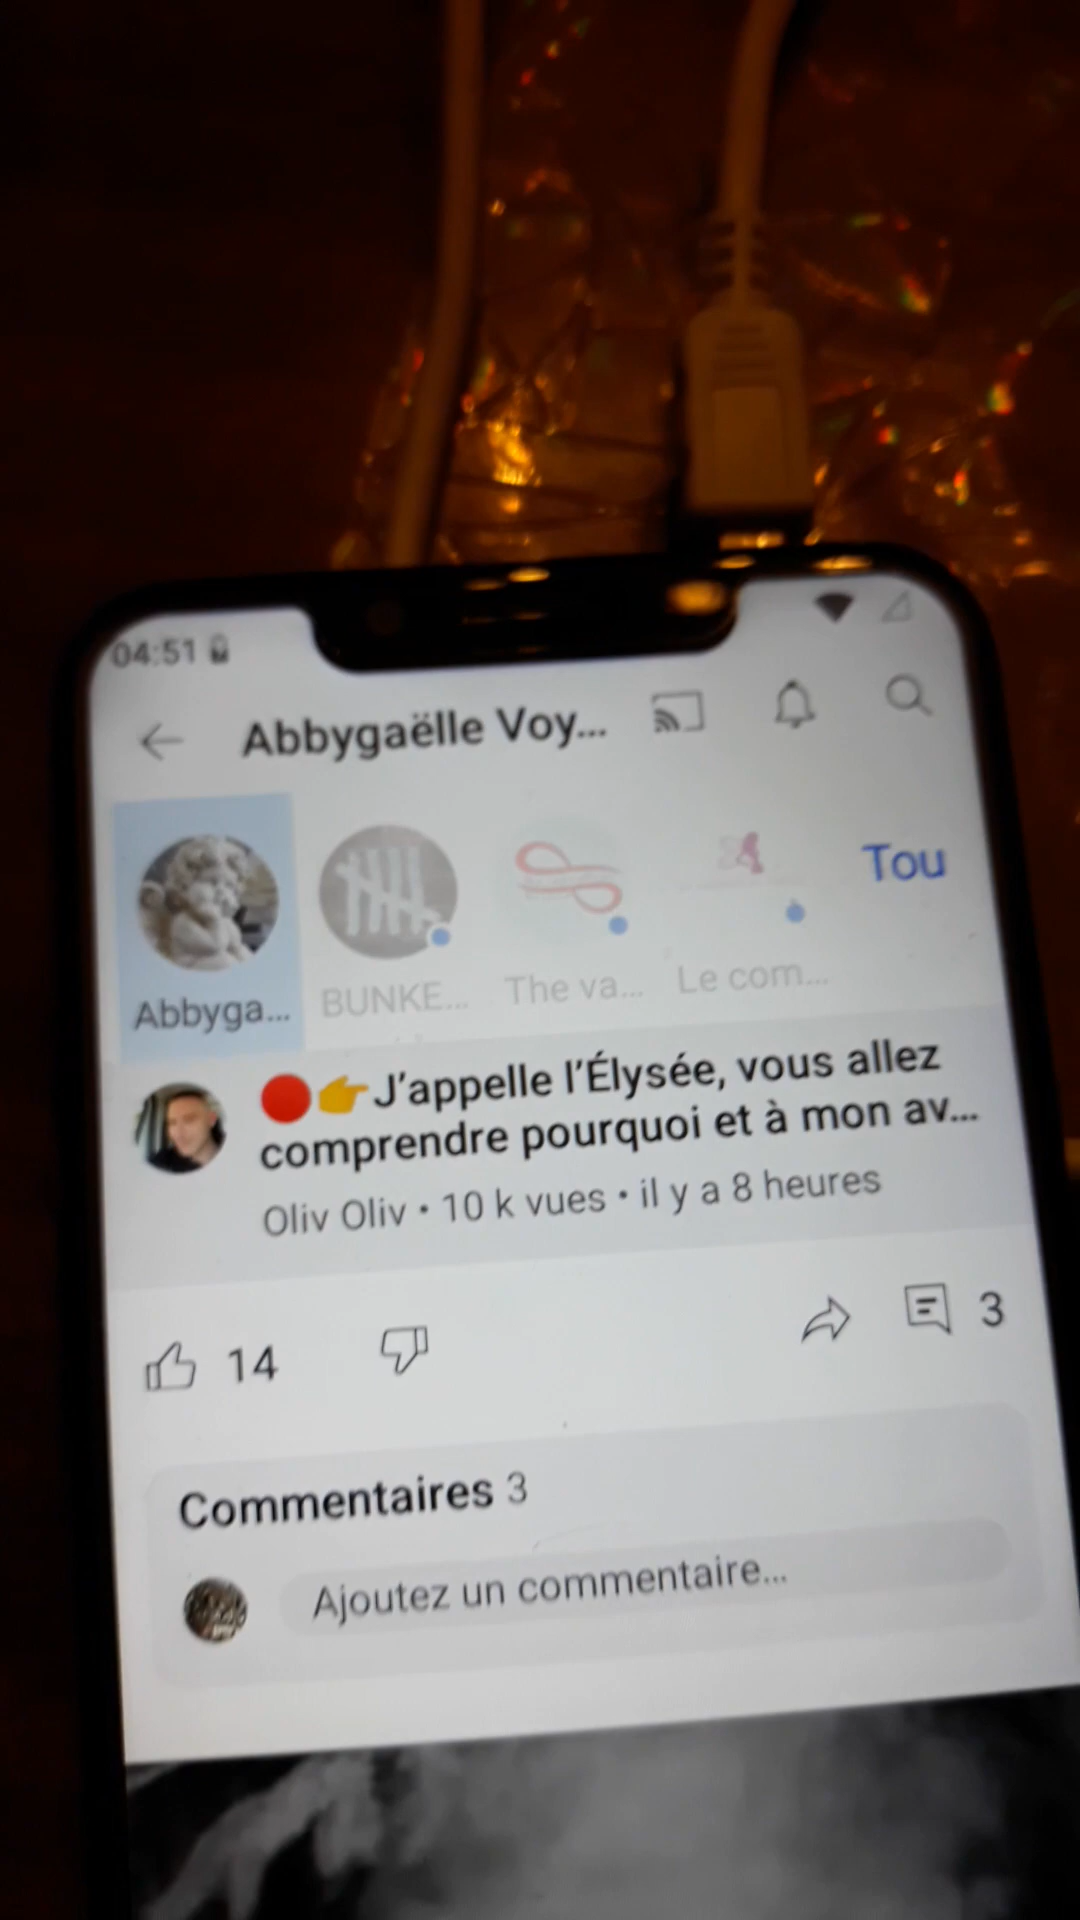 04:51
Abbygaëlle Voy...
Tou
Abbyga...
BUNKE...
The va...
Le com...
J'appelle l'Élysée, vous allez
comprendre pourquoi et à mon av...
Oliv Oliv • 10 k vues • il y a 8 heures
14
3
Commentaires 3
Ajoutez un commentaire...